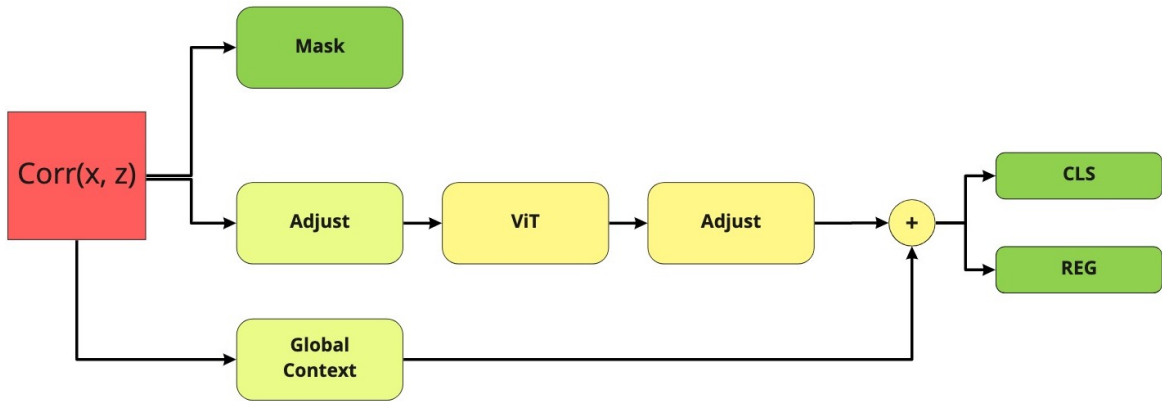 Mask
Corr(x, z)
Adjust
ViT
Adjust
+
CLS
REG
Global
Context